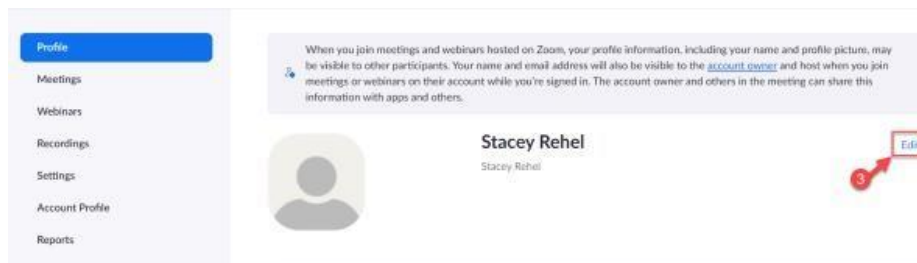 Profile
Meetings
Webinars
Recordings
Settings
Account Profile
Reports
When you join meetings and webinars hosted on Zoom, your profile information, including your name and profile picture, may
be visible to other participants. Your name and email address will also be visible to the account owner and host when you join
meetings or webinars on their account while you're signed in. The account owner and others in the meeting can share this
information with apps and others.
Stacey Rehel
Stacey Rehel
Edit
3